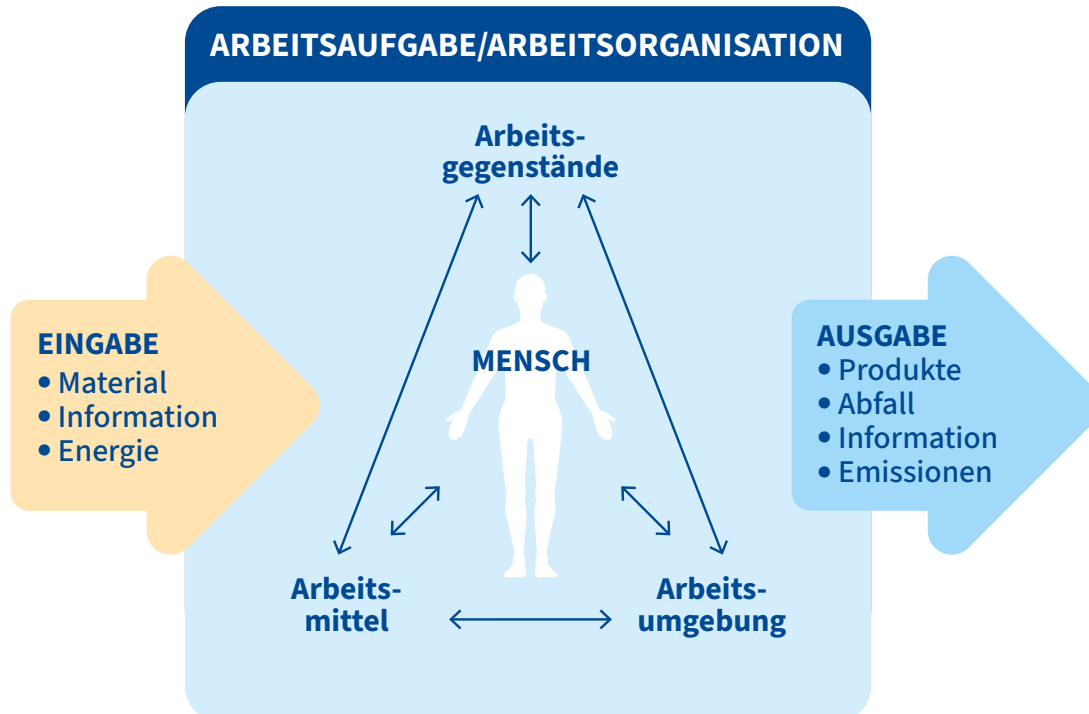 ARBEITSAUFGABE/ARBEITSORGANISATION
Arbeits-
gegenstände
EINGABE
• Material
• Information
• Energie
MENSCH
AUSGABE
• Produkte
• Abfall
• Information
• Emissionen
Arbeits-
mittel
Arbeits-
umgebung